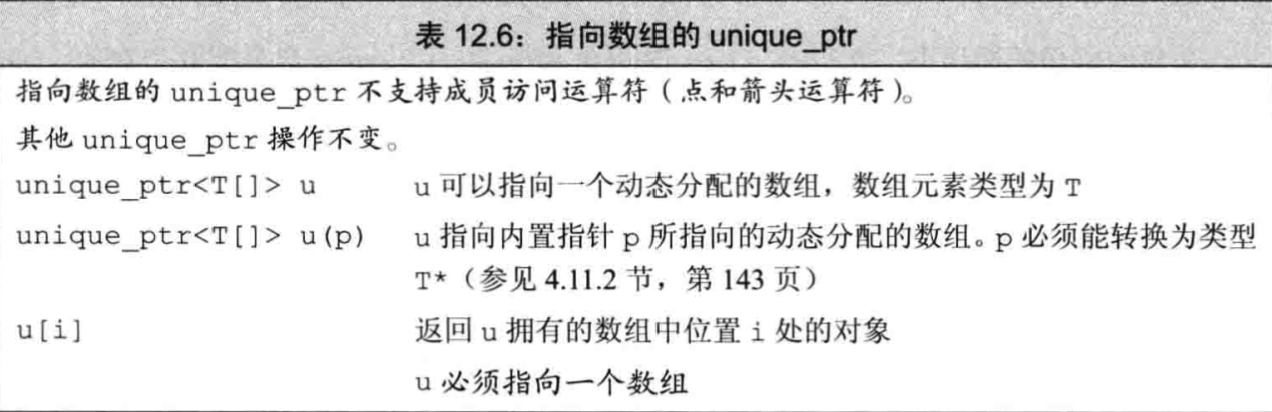 表 12.6：指向数组的 unique_ptr
指向数组的 unique_ptr 不支持成员访问运算符（点和箭头运算符）。
其他 unique_ptr 操作不变。
unique_ptr<T[]> u u 可以指向一个动态分配的数组，数组元素类型为 T
unique_ptr<T[]> u(p) u 指向内置指针 p 所指向的动态分配的数组。p 必须能转换为类型
T*（参见 4.11.2 节，第 143 页）
u[i] 返回 u 拥有的数组中位置 i 处的对象
u 必须指向一个数组